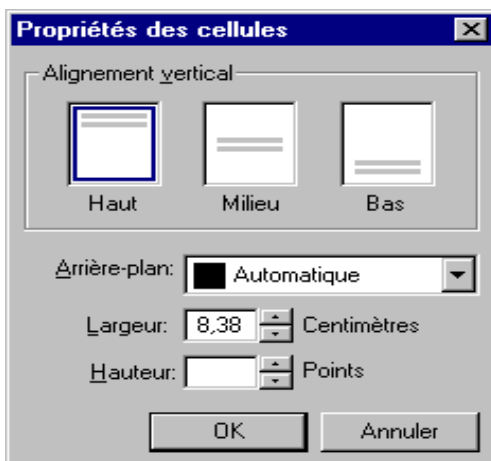 Propriétés des cellules
Alignement vertical
Haut Milieu Bas
Arrière-plan: Automatique
Largeur: 8,38 Centimètres
Hauteur: Points
OK Annuler